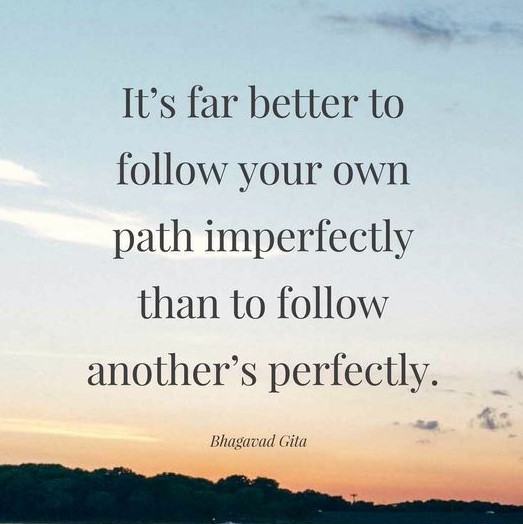 It’s far better to
follow your own
path imperfectly
than to follow
another’s perfectly.
Bhagavad Gita